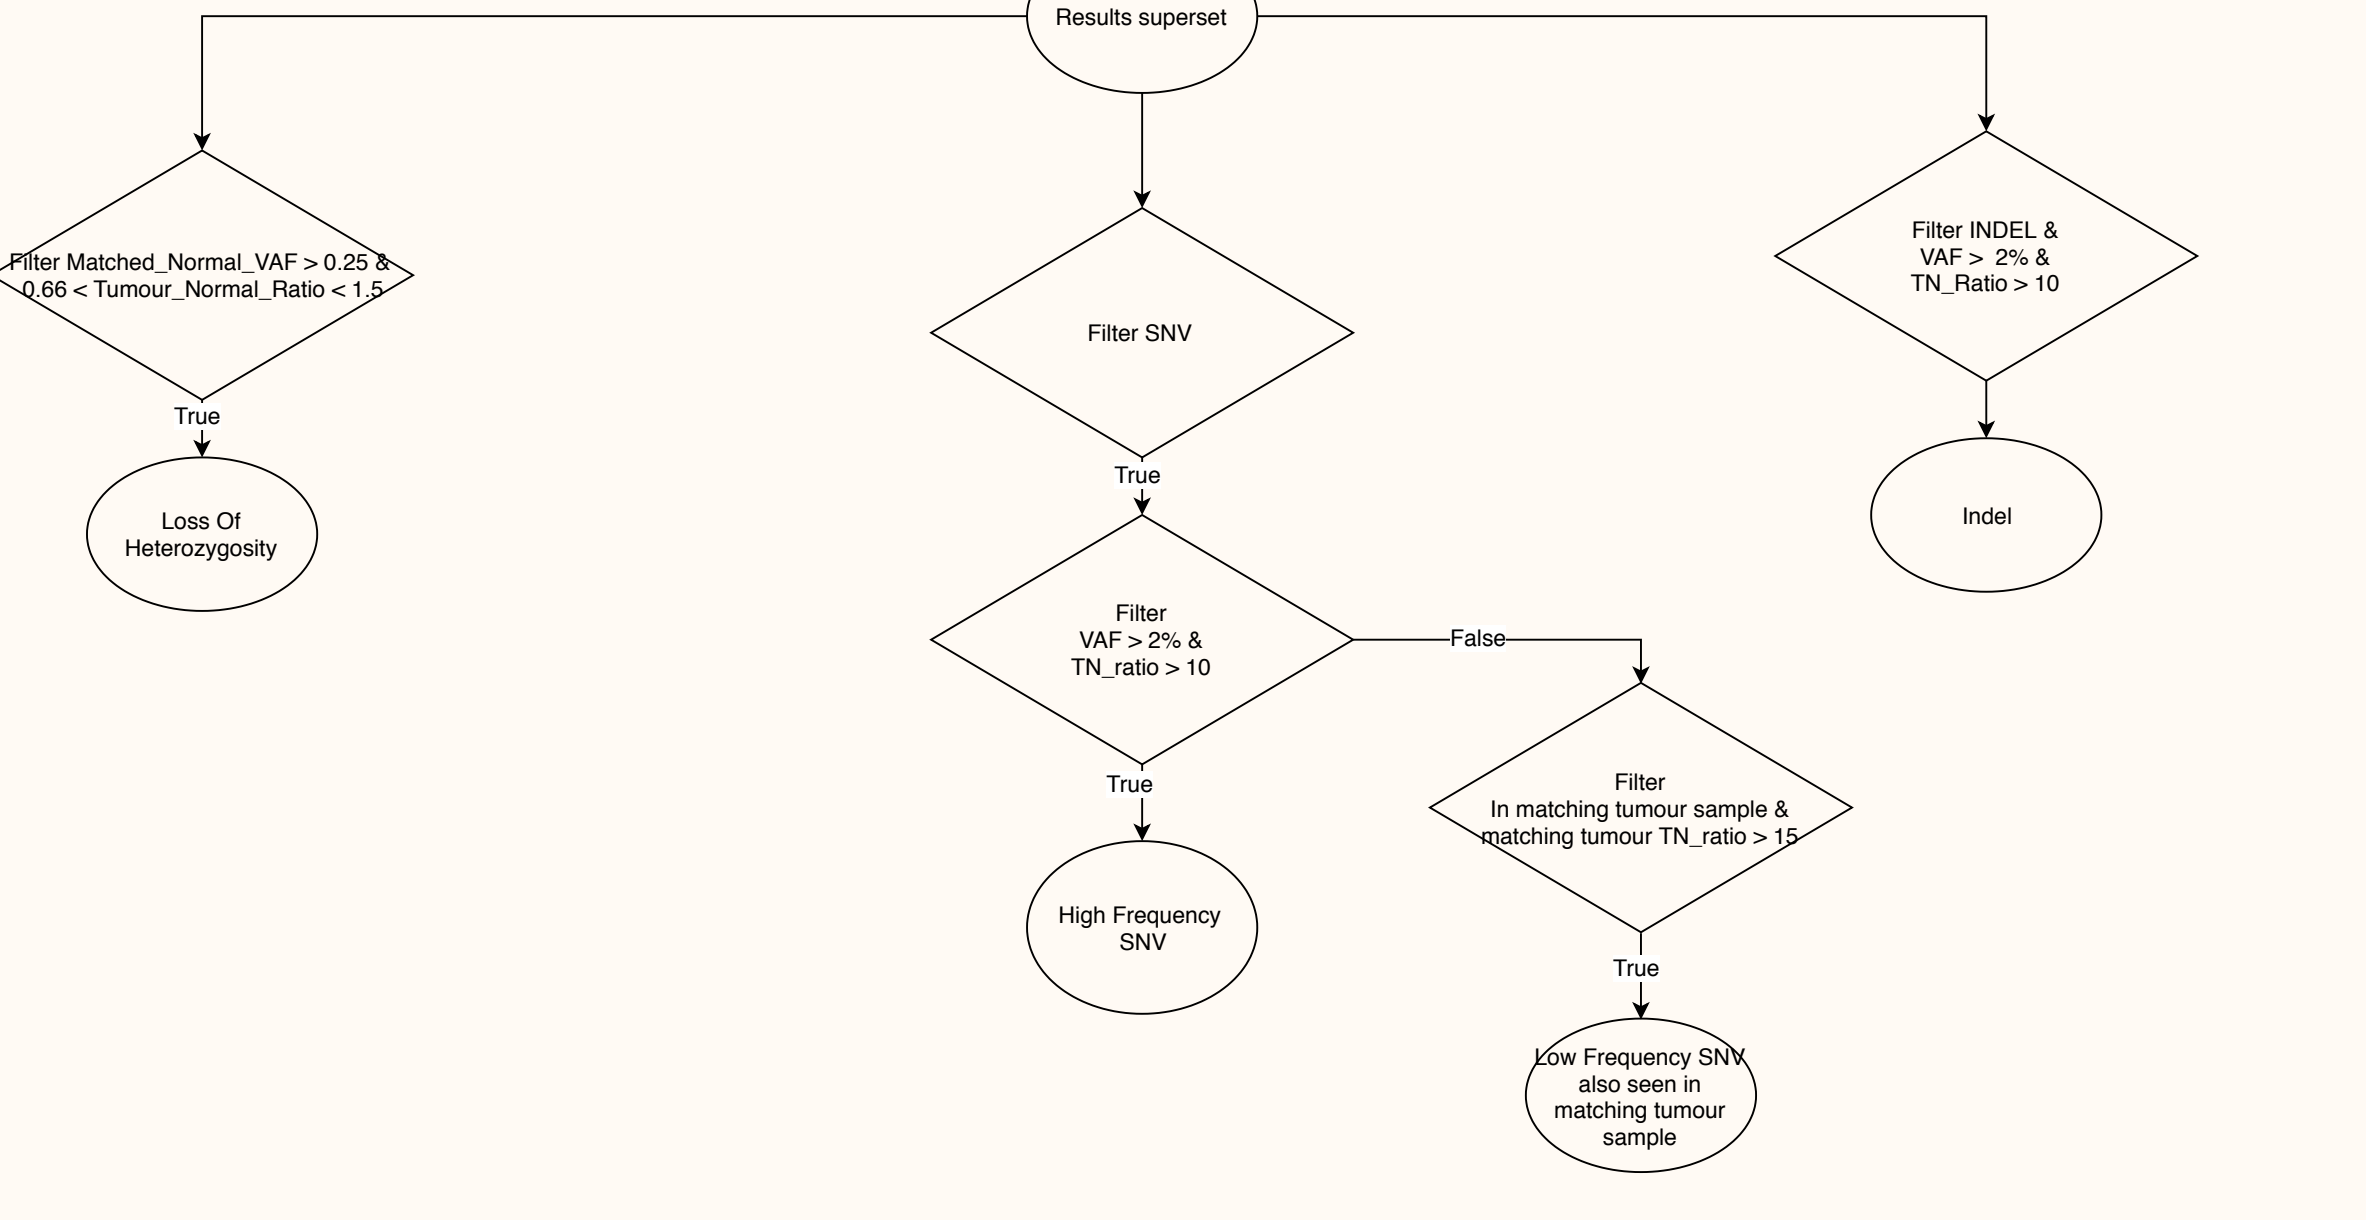 Results superset
Filter Matched_Normal_VAF > 0.25 &
0.66 < Tumour_Normal_Ratio < 1.5
True
Loss Of
Heterozygosity
Filter SNV
True
Filter
VAF > 2% &
TN_ratio > 10
True
High Frequency
SNV
False
Filter
In matching tumour sample &
matching tumour TN_ratio > 15
True
Low Frequency SNV
also seen in
matching tumour
sample
Filter INDEL &
VAF >  2% &
TN_Ratio > 10
Indel